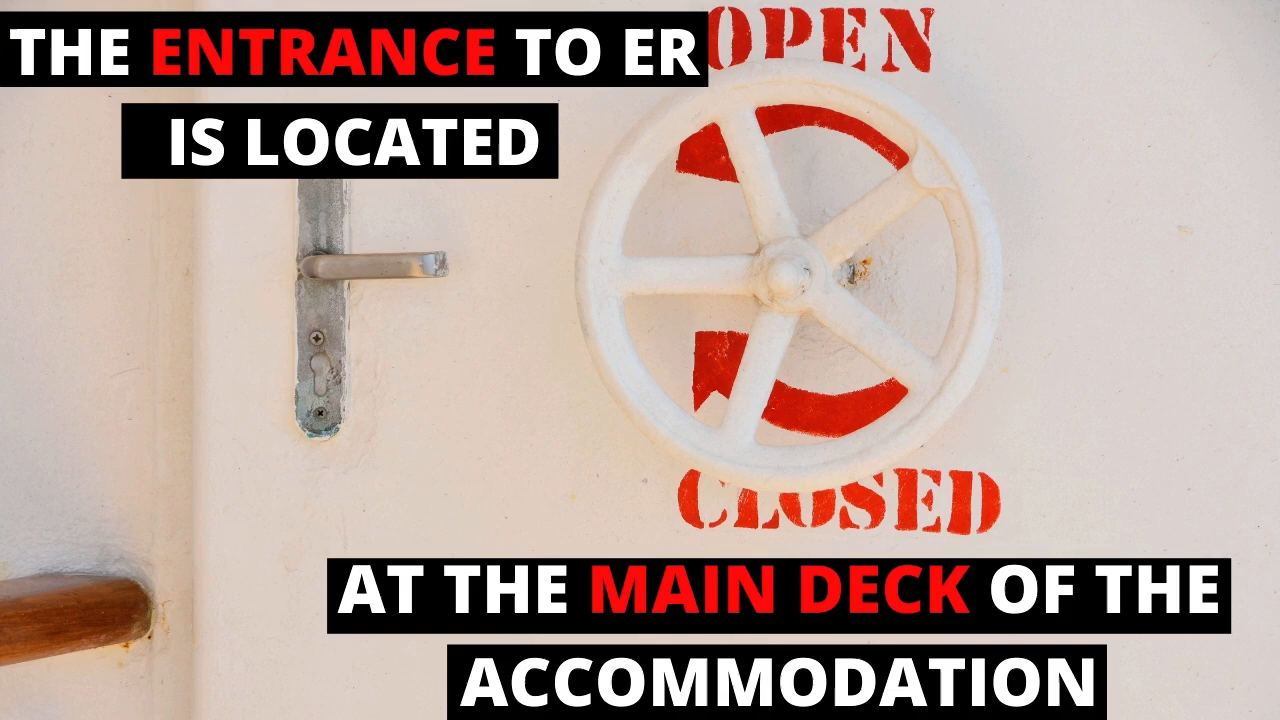 THE ENTRANCE TO ER
IS LOCATED
OPEN
CLOSED
AT THE MAIN DECK OF THE
ACCOMMODATION